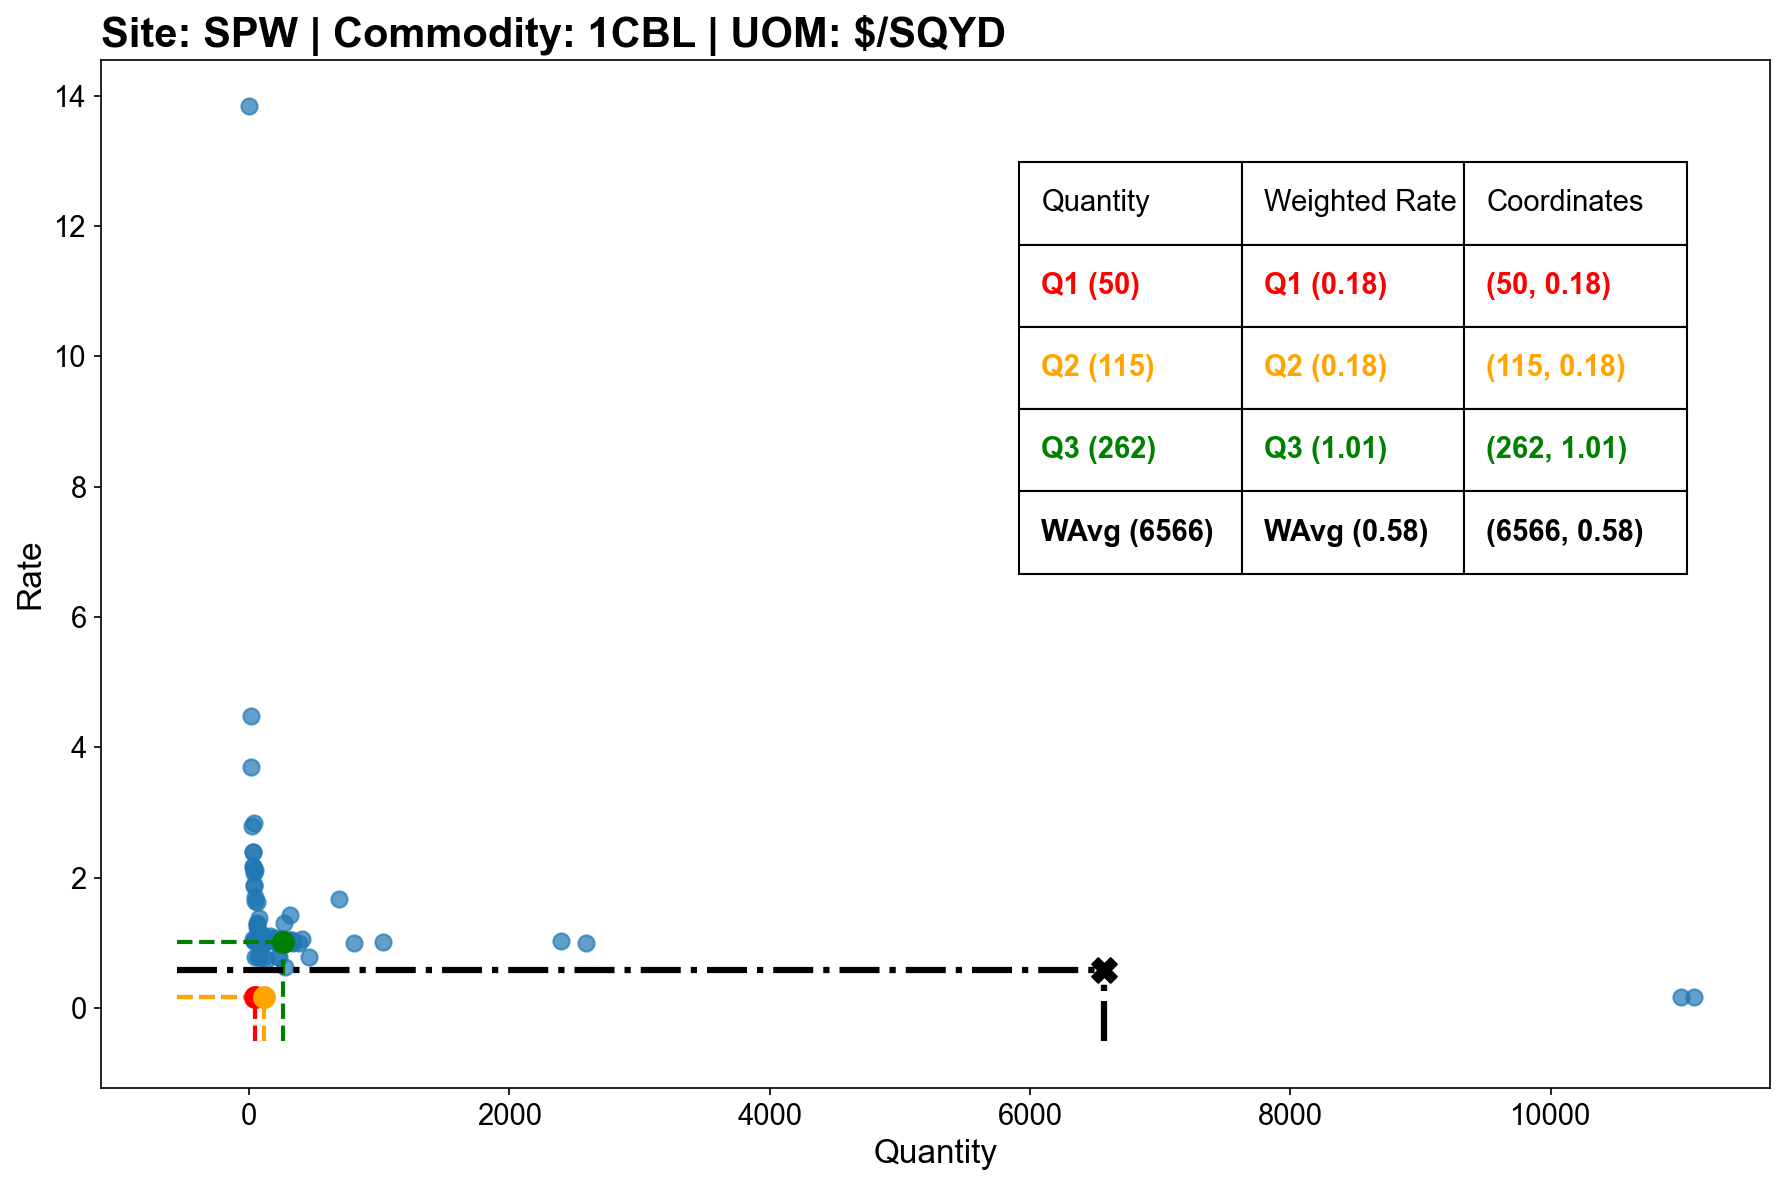 Site: SPW | Commodity: 1CBL | UOM: $/SQYD
14
12
10
8
6
4
2
0
Rate
Quantity Weighted Rate Coordinates
Q1 (50) Q1 (0.18) (50, 0.18)
Q2 (115) Q2 (0.18) (115, 0.18)
Q3 (262) Q3 (1.01) (262, 1.01)
WAvg (6566) WAvg (0.58) (6566, 0.58)
0 2000 4000 6000 8000 10000
Quantity